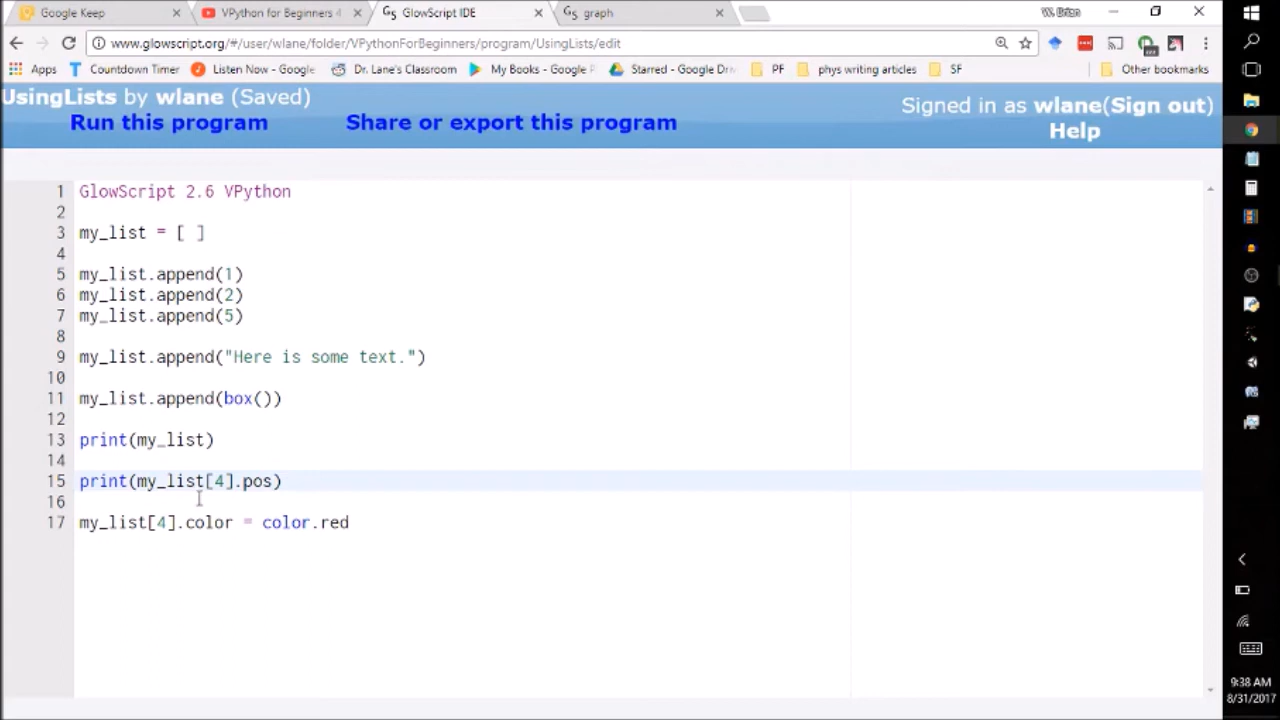 Google Keep
VPython for Beginners 4
GlowScript IDE
graph
W. Brian
www.glowscript.org/#/user/wlane/folder/VPythonForBeginners/program/UsingLists/edit
Apps
Countdown Timer
Listen Now - Google
Dr. Lane's Classroom
My Books - Google P
Starred - Google Dri
PF
phys writing articles
SF
Other bookmarks
UsingLists by wlane (Saved)
Signed in as wlane(Sign out)
Run this program
Share or export this program
Help
1 GlowScript 2.6 VPython
2
3 my_list = [ ]
4
5 my_list.append(1)
6 my_list.append(2)
7 my_list.append(5)
8
9 my_list.append("Here is some text.")
10
11 my_list.append(box())
12
13 print(my_list)
14
15 print(my_list[4].pos)
16
17 my_list[4].color = color.red
9:38 AM
8/31/2017